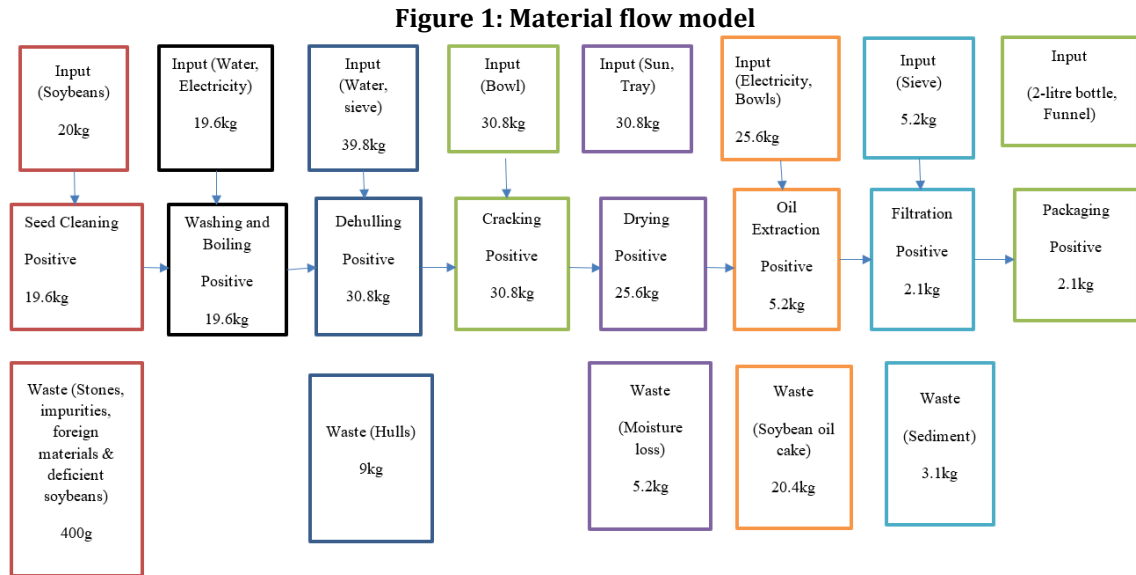 Figure 1: Material flow model
Input
(Soybeans)
20kg
Input (Water,
Electricity)
19.6kg
Input
(Water,
sieve)
39.8kg
Input
(Bowl)
30.8kg
Input (Sun,
Tray)
30.8kg
Input
(Electricity,
Bowls)
25.6kg
Input
(Sieve)
5.2kg
Input
(2-litre bottle,
Funnel)
Seed Cleaning
Positive
19.6kg
Washing and
Boiling
Positive
19.6kg
Dehulling
Positive
30.8kg
Cracking
Positive
30.8kg
Drying
Positive
25.6kg
Oil
Extraction
Positive
5.2kg
Filtration
Positive
2.1kg
Packaging
Positive
2.1kg
Waste (Stones,
impurities,
foreign
materials &
deficient
soybeans)
400g
Waste (Hulls)
9kg
Waste
(Moisture
loss)
5.2kg
Waste
(Soybean oil
cake)
20.4kg
Waste
(Sediment)
3.1kg